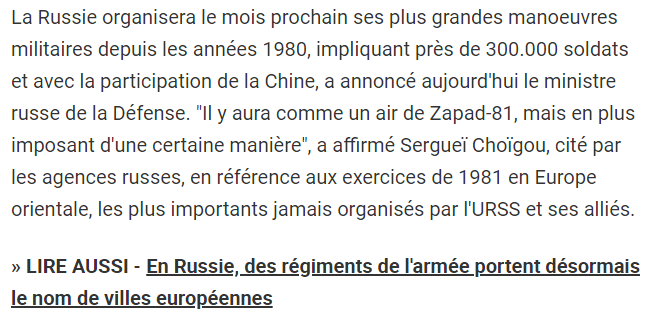 La Russie organisera le mois prochain ses plus grandes manoeuvres
militaires depuis les années 1980, impliquant près de 300.000 soldats
et avec la participation de la Chine, a annoncé aujourd'hui le ministre
russe de la Défense. "Il y aura comme un air de Zapad-81, mais en plus
imposant d'une certaine manière", a affirmé Sergueï Choïgou, cité par
les agences russes, en référence aux exercices de 1981 en Europe
orientale, les plus importants jamais organisés par l'URSS et ses alliés.
» LIRE AUSSI - En Russie, des régiments de l'armée portent désormais
le nom de villes européennes